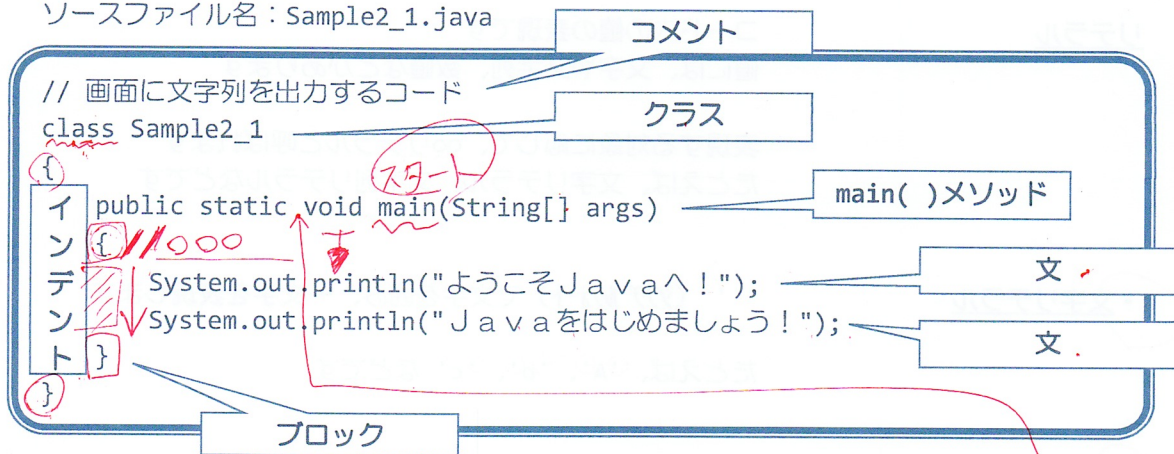 ソースファイル名：Sample2_1.java
コメント
// 画面に文字列を出力するコード
クラス
class Sample2_1
{
スタート
main( )メソッド
public static void main(String[] args)
{ //○○○
文
System.out.println("ようこそＪａｖａへ！");
System.out.println("Ｊａｖａをはじめましょう！");
文
インデント
}
}
ブロック